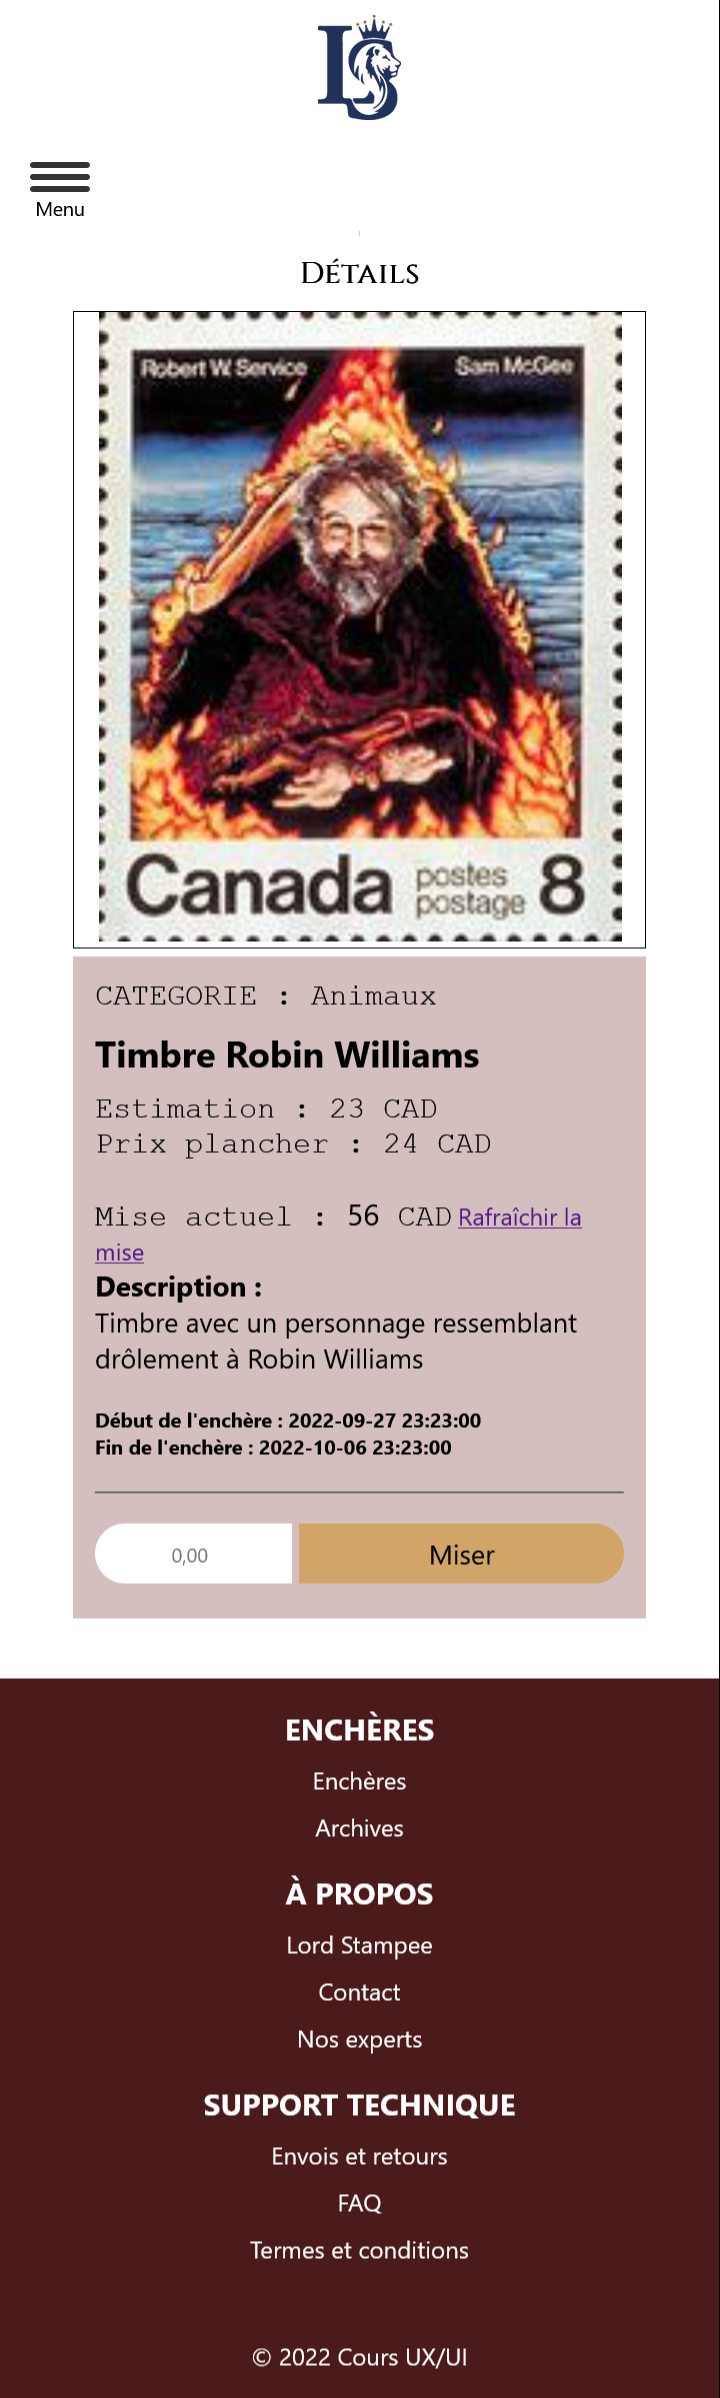 LS
Menu
Détails
Robert W. Service Sam McGee
Canada postes postage 8
CATEGORIE : Animaux
Timbre Robin Williams
Estimation : 23 CAD
Prix plancher : 24 CAD
Mise actuel : 56 CAD Rafraîchir la
mise
Description :
Timbre avec un personnage ressemblant
drôlement à Robin Williams
Début de l'enchère : 2022-09-27 23:23:00
Fin de l'enchère : 2022-10-06 23:23:00
0,00 Miser
ENCHÈRES
Enchères
Archives
À PROPOS
Lord Stampee
Contact
Nos experts
SUPPORT TECHNIQUE
Envois et retours
FAQ
Termes et conditions
© 2022 Cours UX/UI